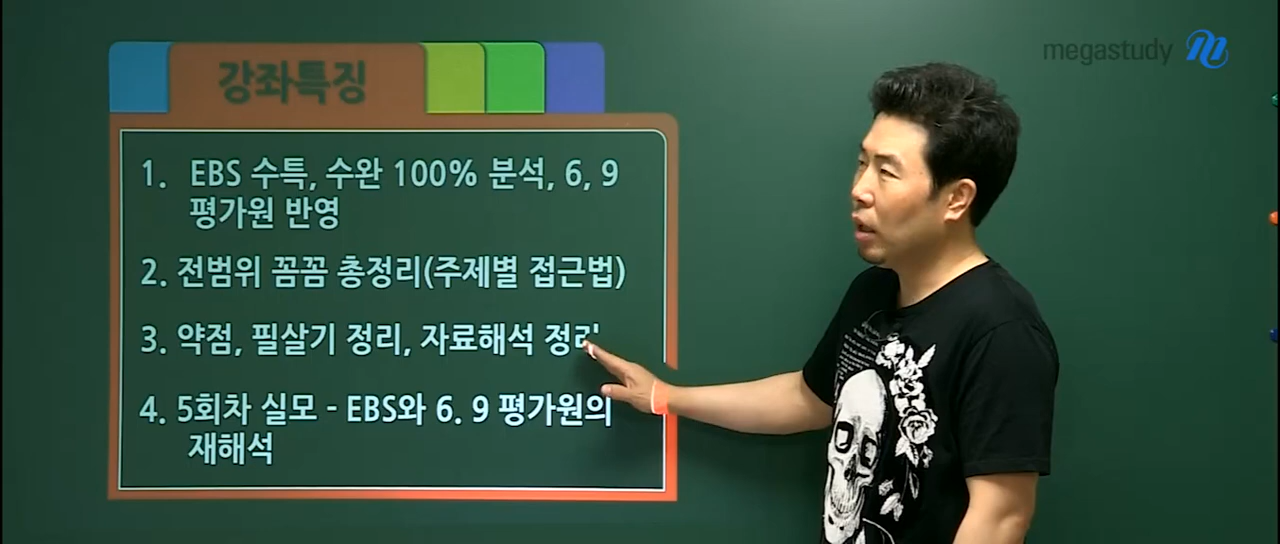 megastudy
강좌특징
1. EBS 수특, 수완 100% 분석, 6, 9
평가원 반영
2. 전범위 꼼꼼 총정리(주제별 접근법)
3. 약점, 필살기 정리, 자료해석 정리
4. 5회차 실모 - EBS와 6. 9 평가원의
재해석